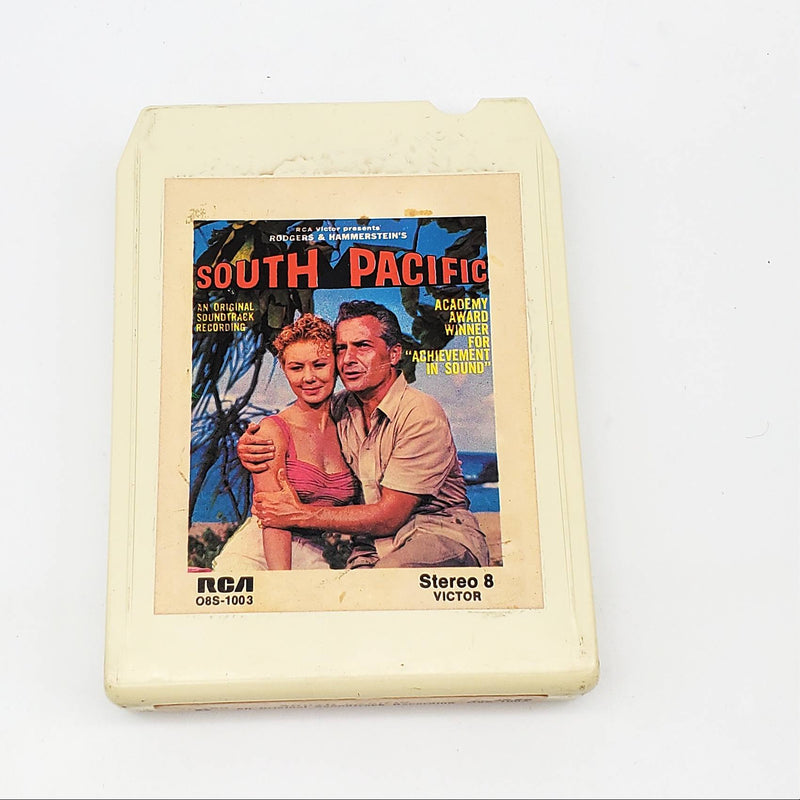 RCA Victor presents
RODGERS & HAMMERSTEIN'S
SOUTH PACIFIC
AN ORIGINAL
SOUNDTRACK
RECORDING
ACADEMY
AWARD
WINNER
FOR
"ACHIEVEMENT
IN SOUND"
RCA
O8S-1003
Stereo 8
VICTOR